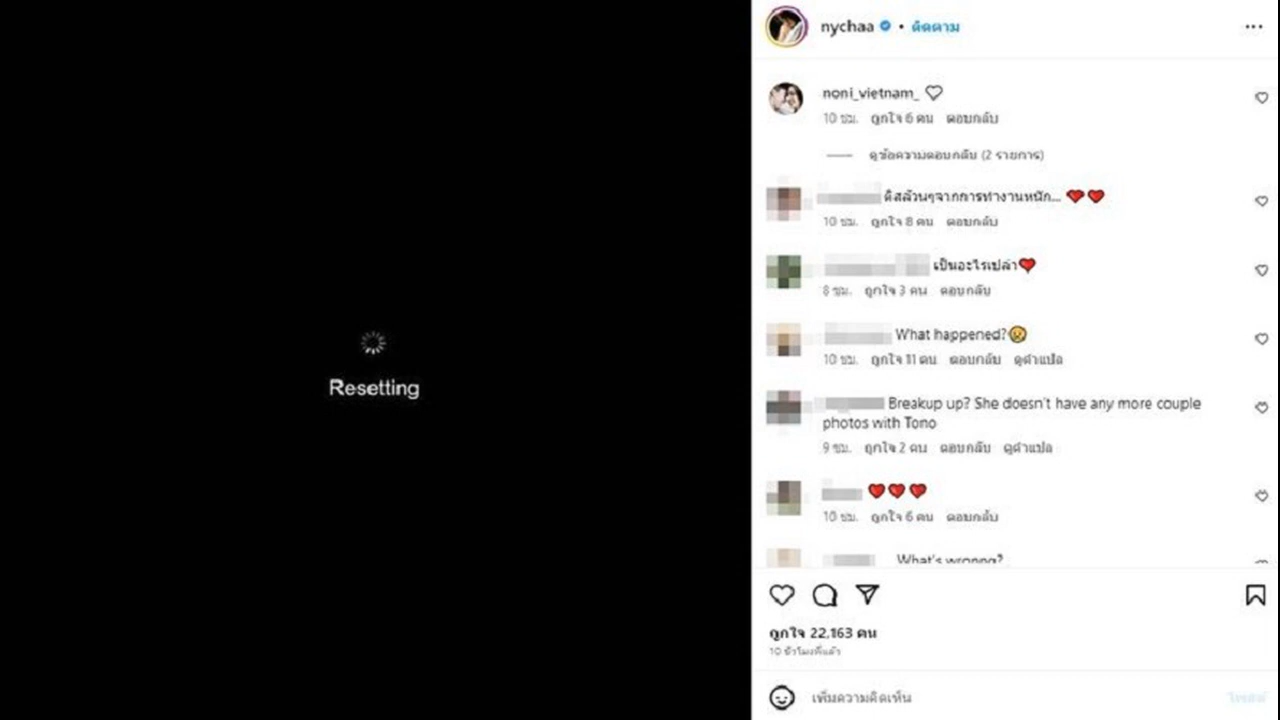 Resetting
nychaa • ติดตาม
noni_vietnam_
10 ชม. ถูกใจ 6 คน ตอบกลับ
ดูข้อความตอบกลับ (2 รายการ)
ดิสล้วนๆจากการทำงานหนัก...
10 ชม. ถูกใจ 8 คน ตอบกลับ
เป็นอะไรเปล่า
8 ชม. ถูกใจ 3 คน ตอบกลับ
What happened?
10 ชม. ถูกใจ 11 คน ตอบกลับ ดูคำแปล
Breakup up? She doesn't have any more couple
photos with Tono
9 ชม. ถูกใจ 2 คน ตอบกลับ ดูคำแปล
10 ชม. ถูกใจ 6 คน ตอบกลับ
What's wronng?
ถูกใจ 22,163 คน
10 ชั่วโมงที่แล้ว
เพิ่มความคิดเห็น
โพสต์